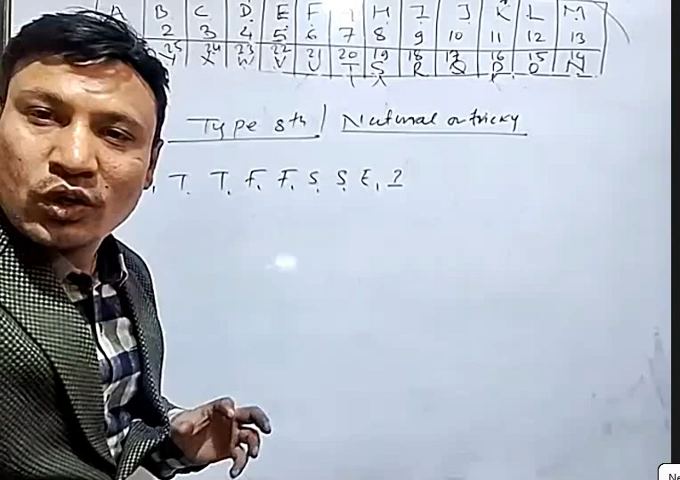 A B C D E F H I J K L M
2 3 4 5 6 7 8 9 10 11 12 13
25 24 23 22 21 20 19 18 17 16 15 14
Y X W V U T S R Q P O N
Type 8th / Natural or tricky
T, T, F, F, S, S, E, ?